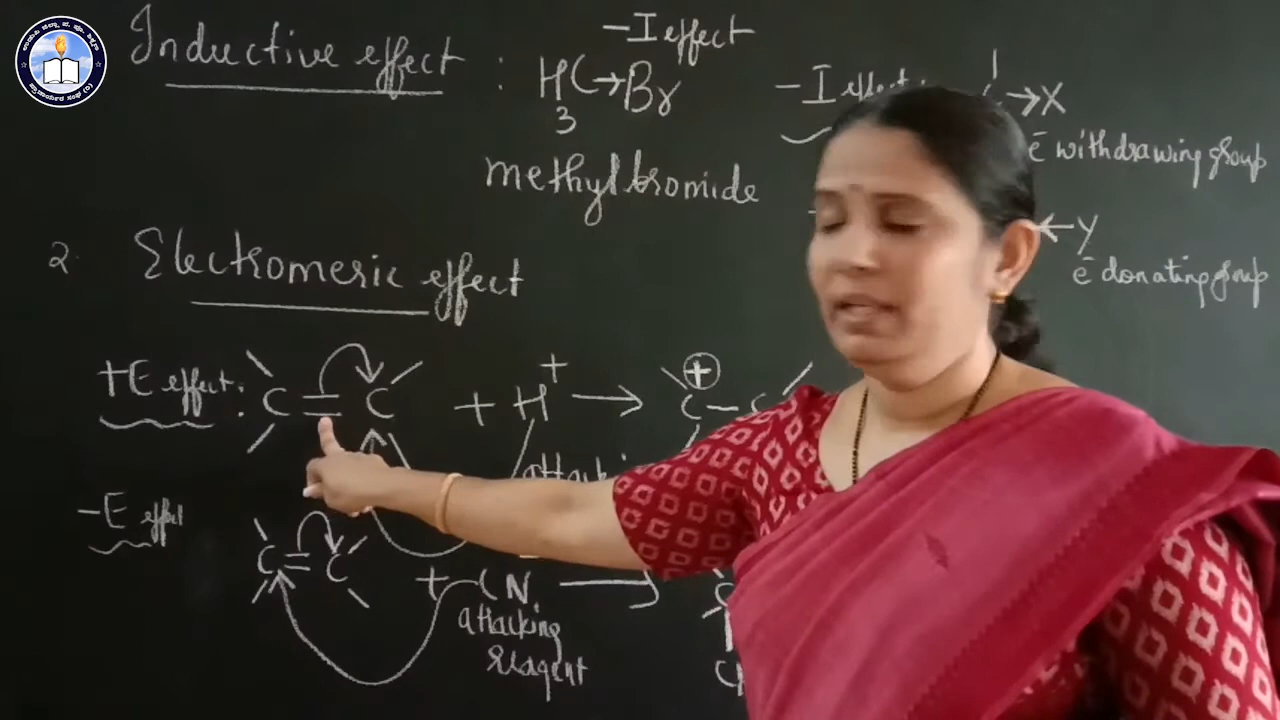 Inductive effect : H₃C→Br
-I effect
methyl bromide
-I effect :
→X
ē withdrawing group
←Y
ē donating group
2. Electromeric effect
+E effect: C=C + H⁺ → C-C
-E effect
C=C + CN
attacking
reagent